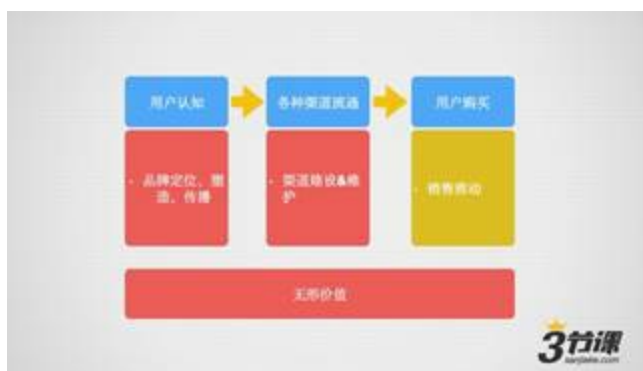 用户认知
各种渠道流通
用户购买
· 品牌定位、塑
造、传播
· 渠道建设&维
护
· 销售推动
无形价值
3节课
sanjieke.com